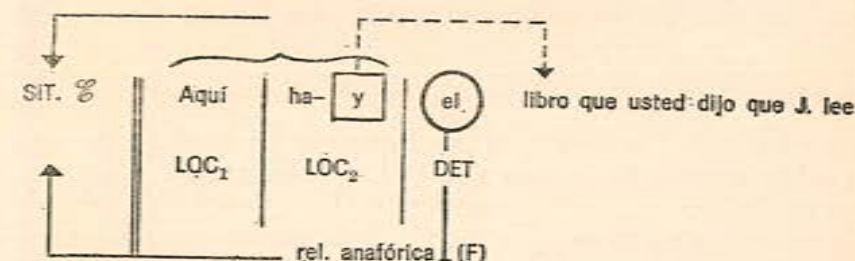 SIT. 𝒞 Aquí ha- y el libro que usted dijo que J. lee
LOC₁ LOC₂ DET
rel. anafórica (F)